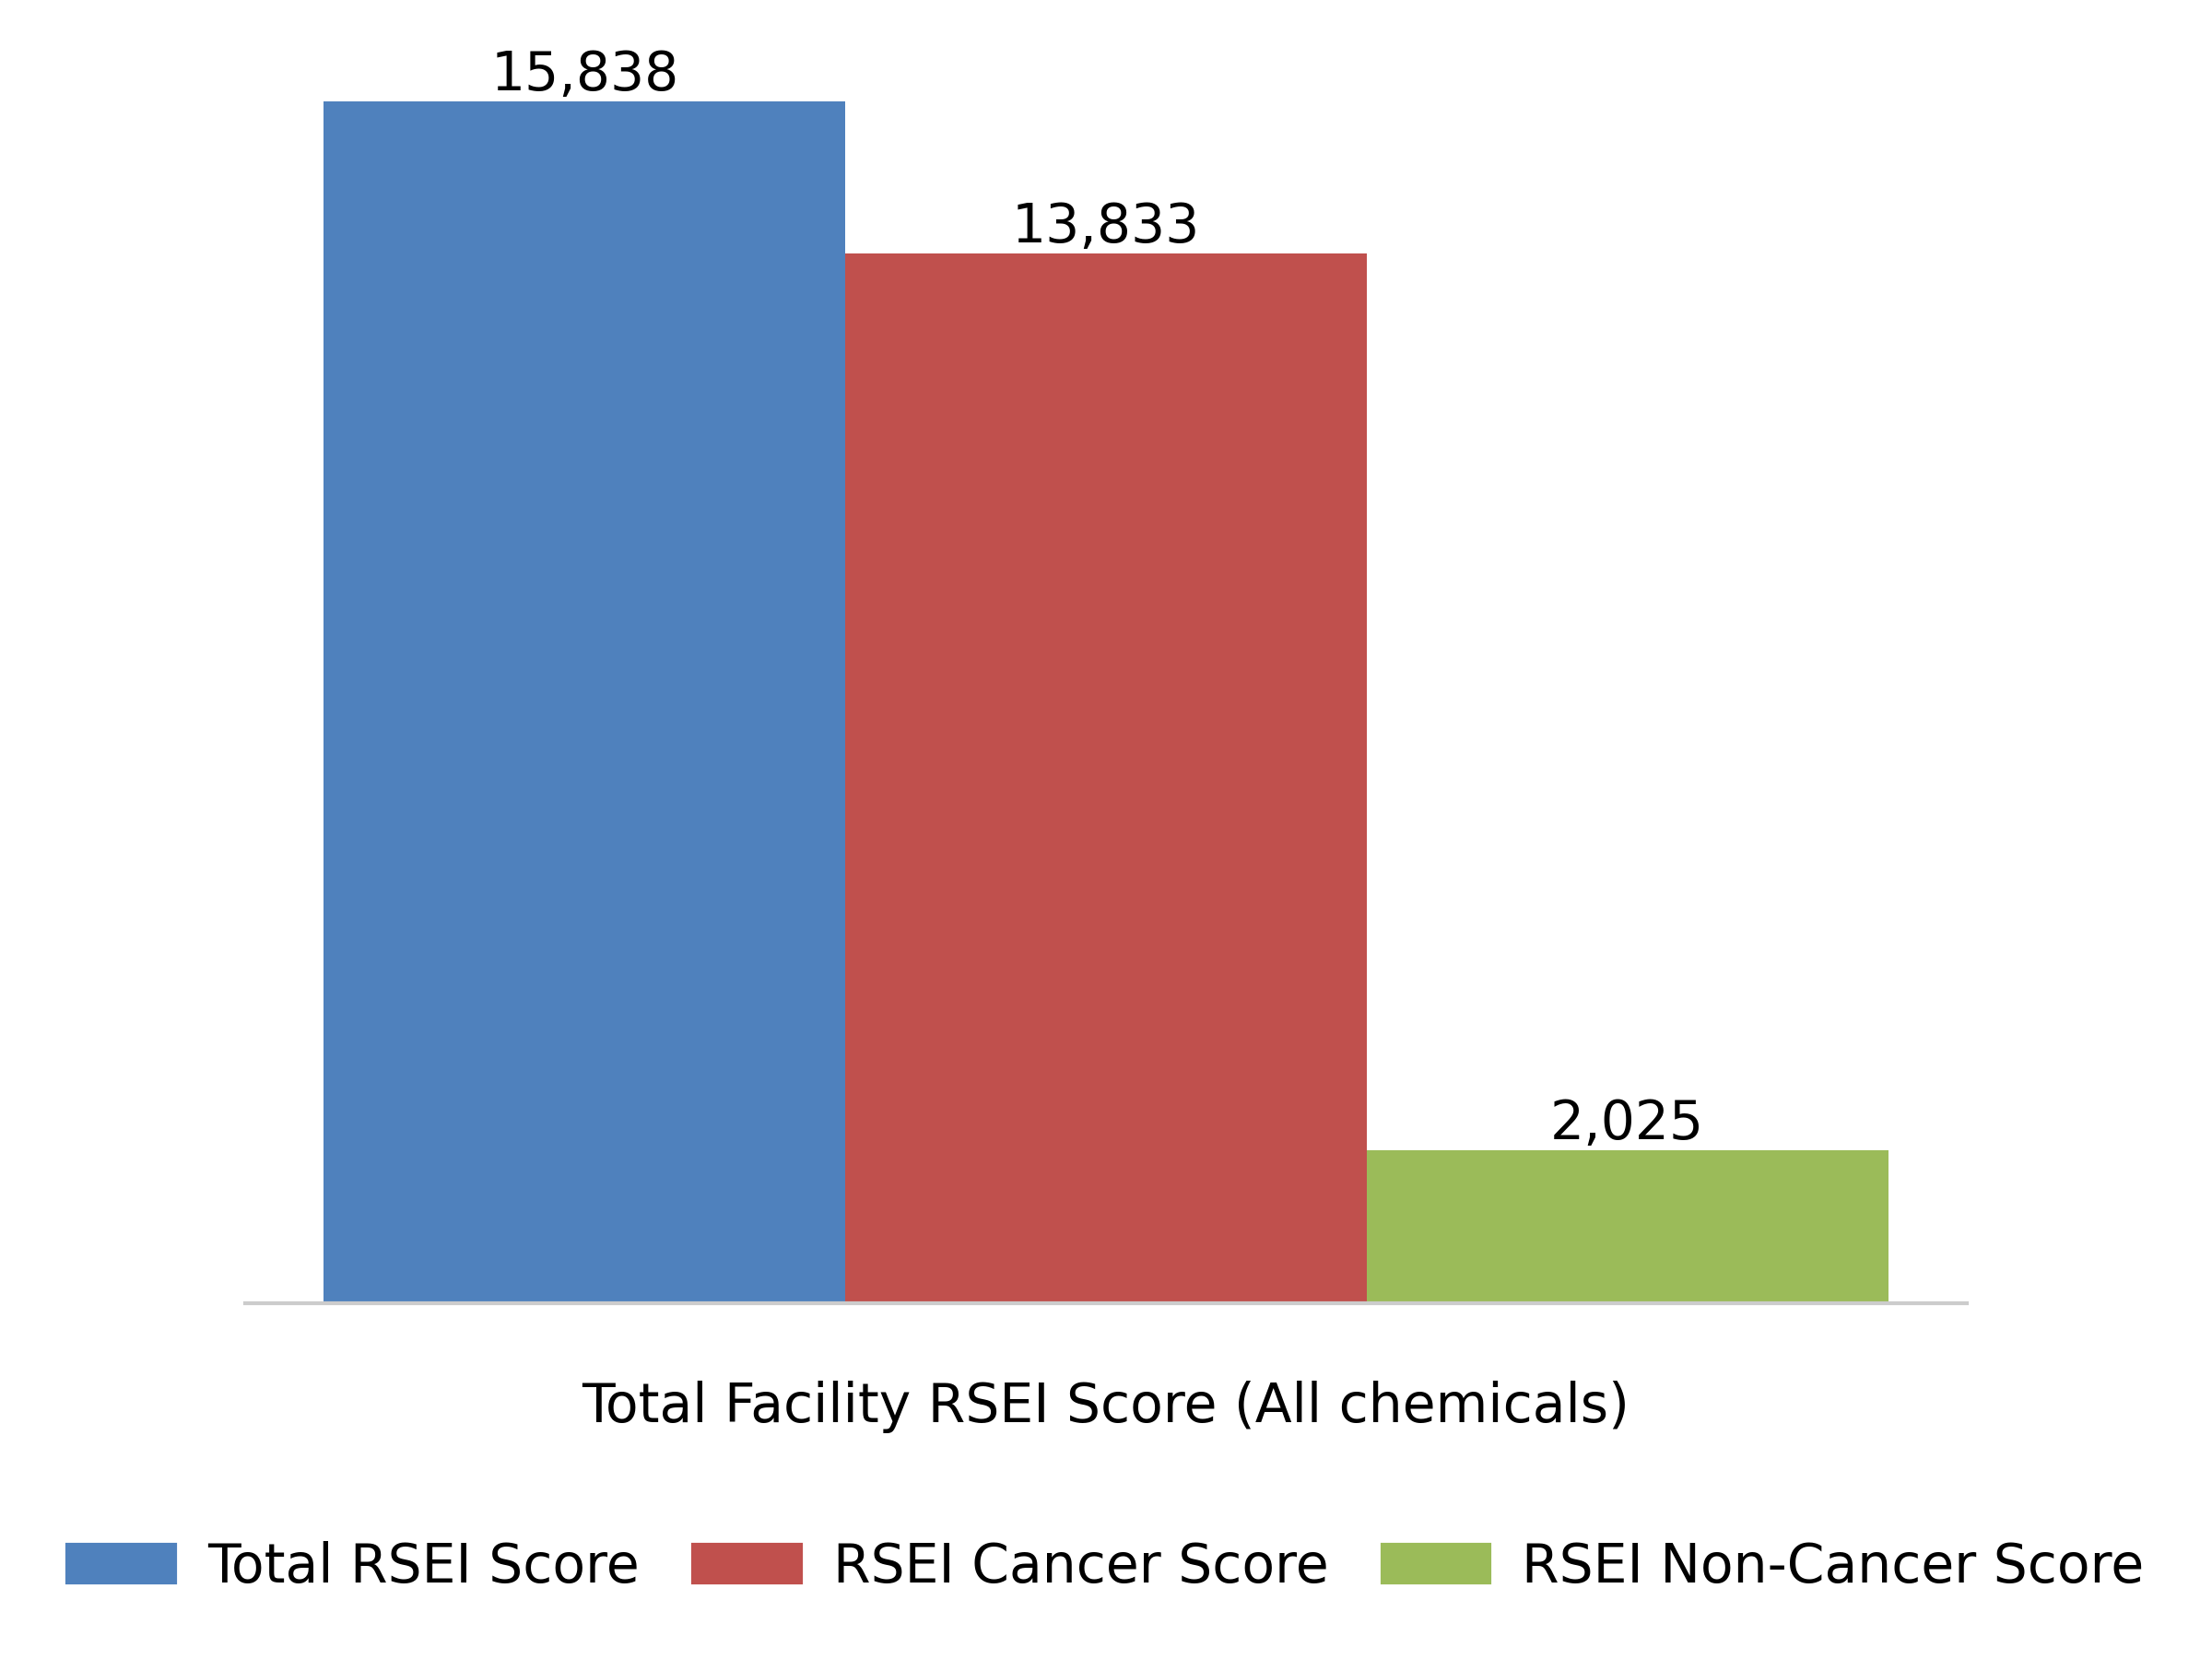 15,838
13,833
2,025
Total Facility RSEI Score (All chemicals)
Total RSEI Score RSEI Cancer Score RSEI Non-Cancer Score